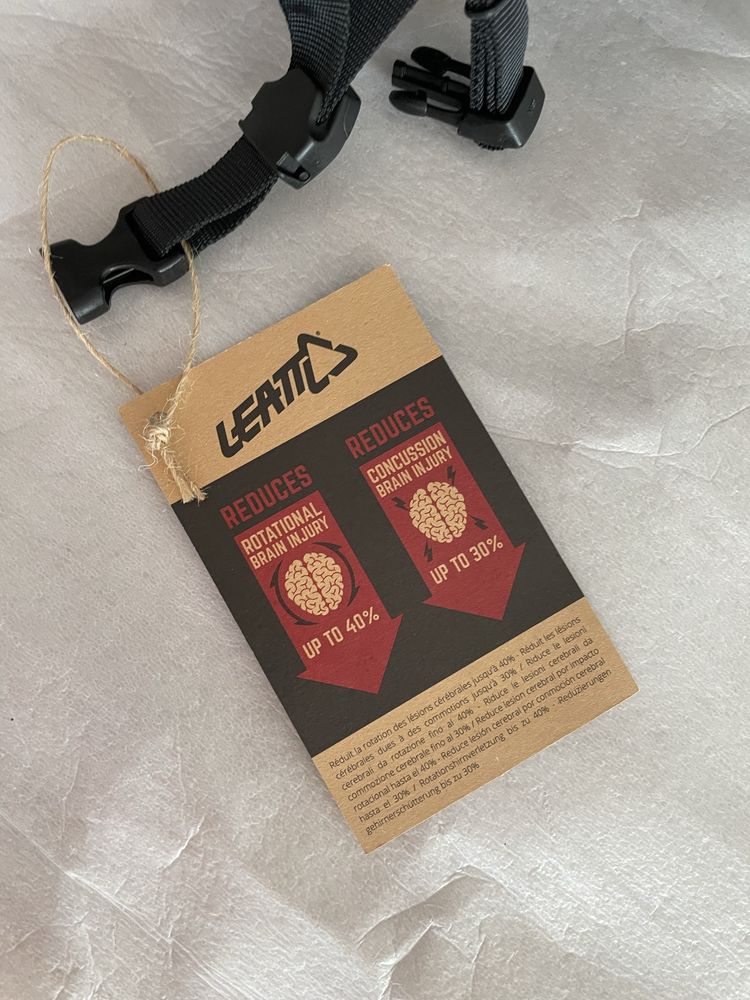 LEATT
REDUCES
ROTATIONAL
BRAIN INJURY
UP TO 40%
REDUCES
CONCUSSION
BRAIN INJURY
UP TO 30%
Réduit la rotation des lésions cérébrales jusqu'à 40% - Réduit les lésions
cérébrales dues à des commotions jusqu'à 30% / Riduce le lesioni
cerebrali da rotazione fino al 40% - Riduce le lesioni cerebrali da
commozione cerebrale fino al 30% / Reduce lesion cerebral por impacto
rotacional hasta el 40% - Reduce lesión cerebral por conmoción cerebral
hasta el 30% / Rotationshirnverletzung bis zu 40% - Reduzierungen
gehirnerschütterung bis zu 30%